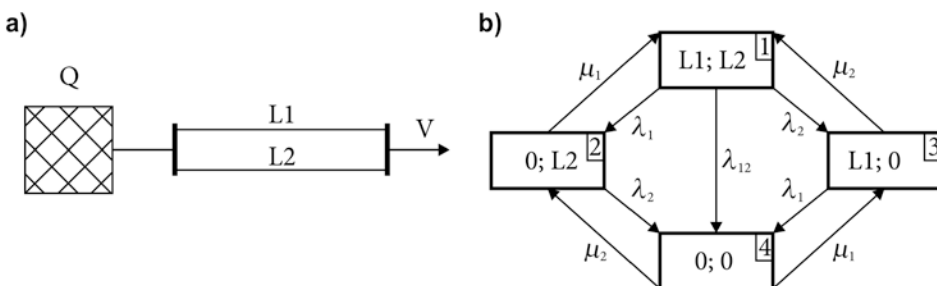 a)
Q
L1
L2
V
b)
L1; L2
1
μ₁
μ₂
λ₁
λ₂
0; L2
2
λ₁₂
L1; 0
3
λ₂
λ₁
μ₂
0; 0
4
μ₁